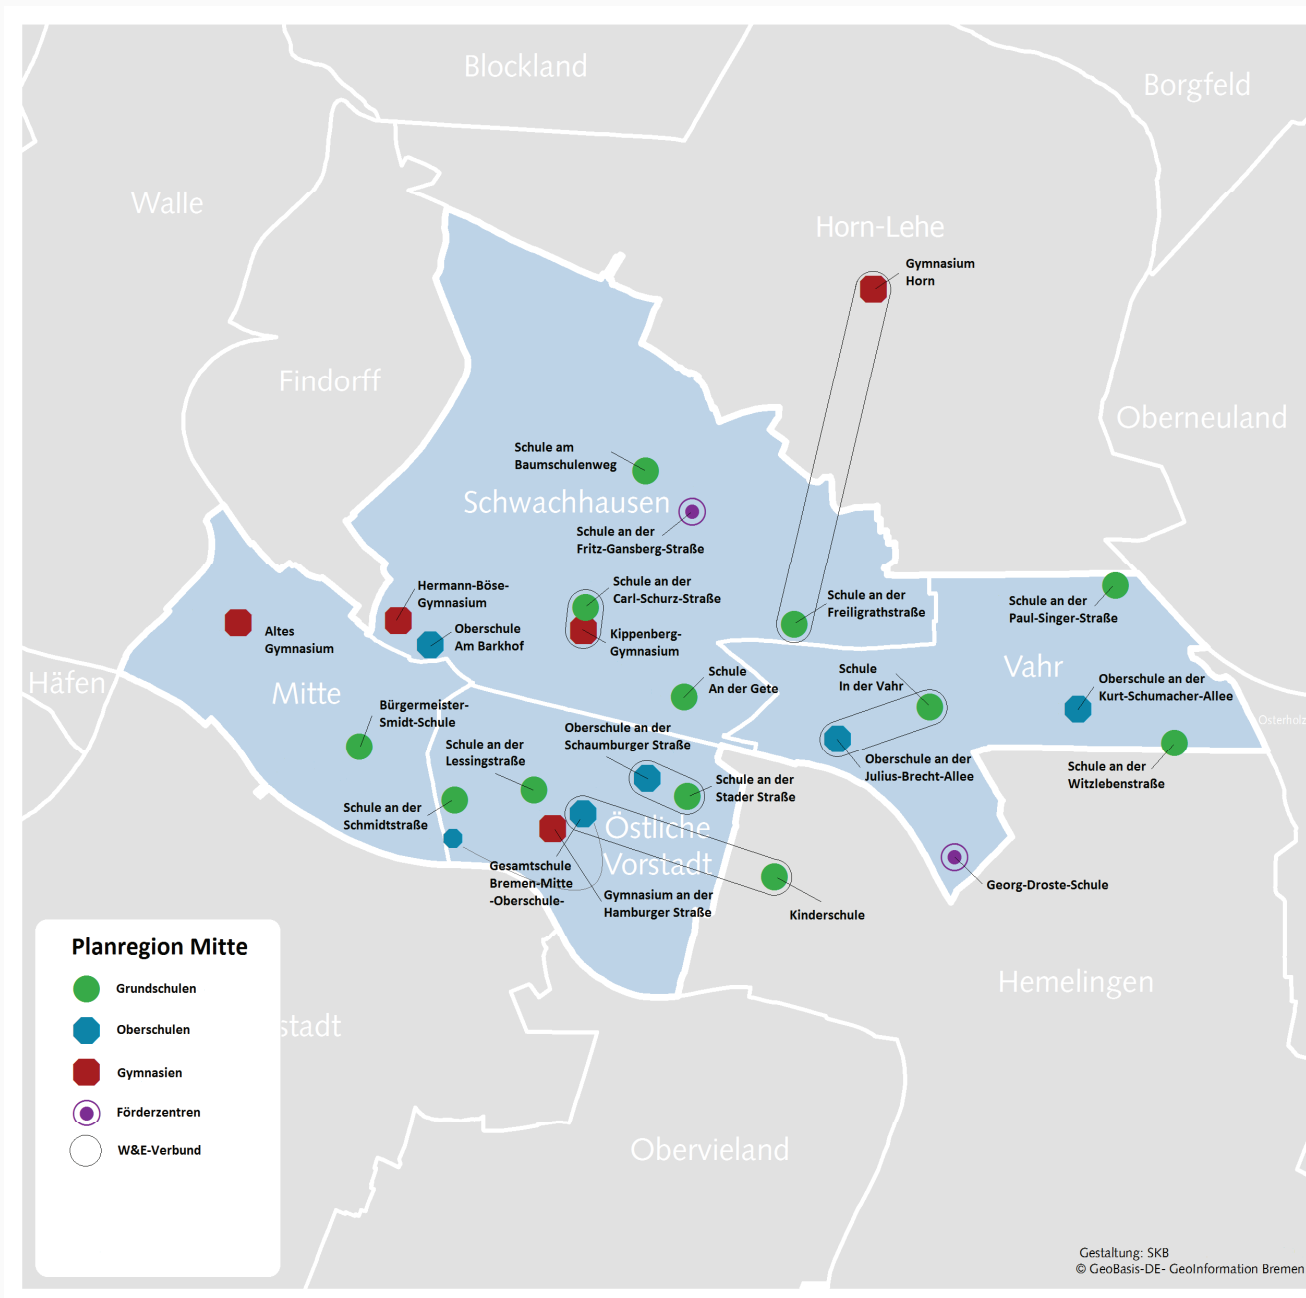 Blockland
Borgfeld
Walle
Horn-Lehe
Gymnasium
Horn
Findorff
Oberneuland
Schule am
Baumschulenweg
Schwachhausen
Schule an der
Fritz-Gansberg-Straße
Hermann-Böse-
Gymnasium
Schule an der
Carl-Schurz-Straße
Schule an der
Freiligrathstraße
Schule an der
Paul-Singer-Straße
Altes
Gymnasium
Oberschule
Am Barkhof
Kippenberg-
Gymnasium
Häfen
Mitte
Schule
An der Gete
Schule
In der Vahr
Vahr
Oberschule an der
Kurt-Schumacher-Allee
Bürgermeister-
Smidt-Schule
Osterholz
Oberschule an der
Schaumburger Straße
Schule an der
Lessingstraße
Oberschule an der
Julius-Brecht-Allee
Schule an der
Witzlebenstraße
Schule an der
Stader Straße
Schule an der
Schmidtstraße
Östliche
Vorstadt
Gesamtschule
Bremen-Mitte
-Oberschule-
Gymnasium an der
Hamburger Straße
Kinderschule
Georg-Droste-Schule
Hemelingen
Planregion Mitte
Grundschulen
Oberschulen
stadt
Gymnasien
Förderzentren
W&E-Verbund
Obervieland
Gestaltung: SKB
© GeoBasis-DE- GeoInformation Bremen